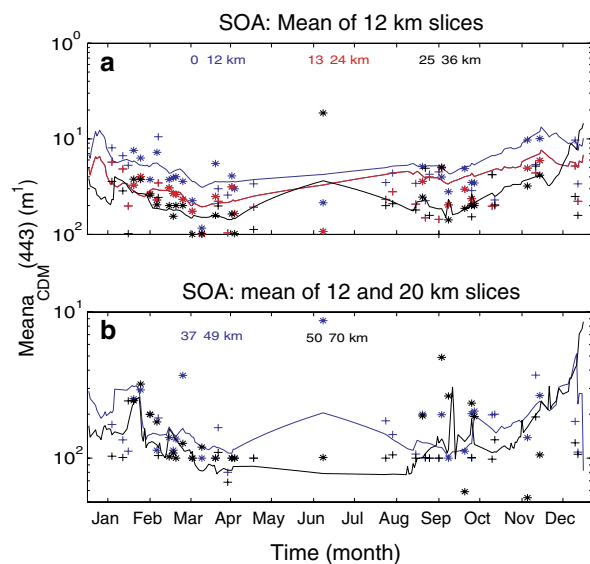 SOA: Mean of 12 km slices
10⁰
a
0 12 km 13 24 km 25 36 km
10¹
10²
SOA: mean of 12 and 20 km slices
10¹
b
37 49 km 50 70 km
10²
Mean a_CDM(443) (m¹)
Jan Feb Mar Apr May Jun Jul Aug Sep Oct Nov Dec
Time (month)